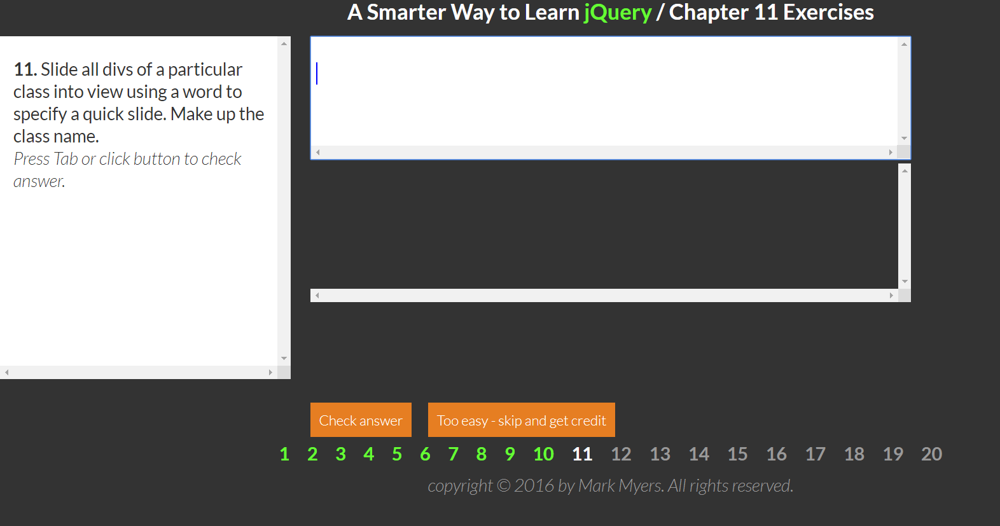 A Smarter Way to Learn jQuery / Chapter 11 Exercises
11. Slide all divs of a particular
class into view using a word to
specify a quick slide. Make up the
class name.
Press Tab or click button to check
answer.
Check answer
Too easy - skip and get credit
1 2 3 4 5 6 7 8 9 10 11 12 13 14 15 16 17 18 19 20
copyright © 2016 by Mark Myers. All rights reserved.